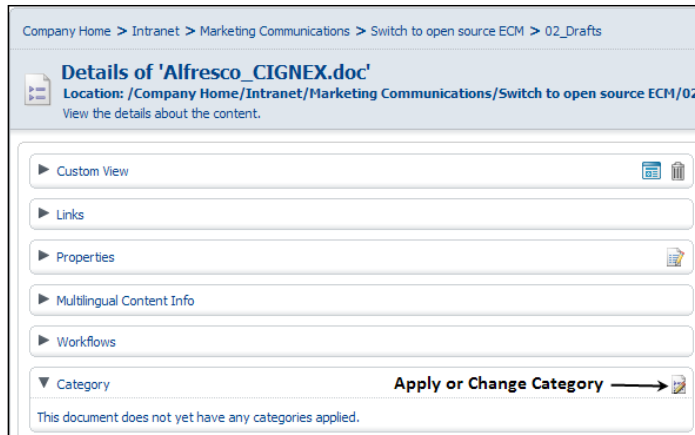 Company Home > Intranet > Marketing Communications > Switch to open source ECM > 02_Drafts
Details of 'Alfresco_CIGNEX.doc'
Location: /Company Home/Intranet/Marketing Communications/Switch to open source ECM/02
View the details about the content.
Custom View
Links
Properties
Multilingual Content Info
Workflows
Category Apply or Change Category
This document does not yet have any categories applied.